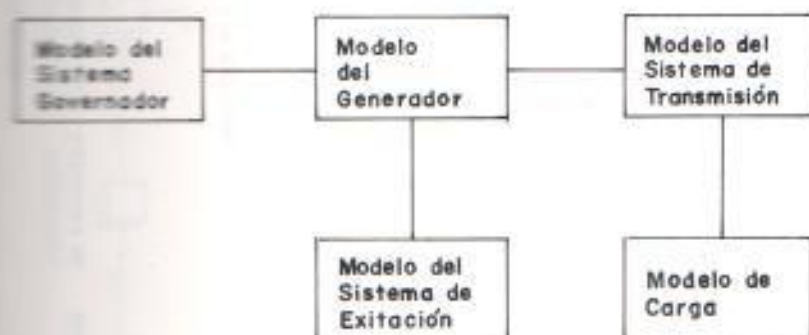 Modelo del
Sistema
Governador
Modelo
del
Generador
Modelo del
Sistema de
Transmisión
Modelo del
Sistema de
Exitación
Modelo de
Carga